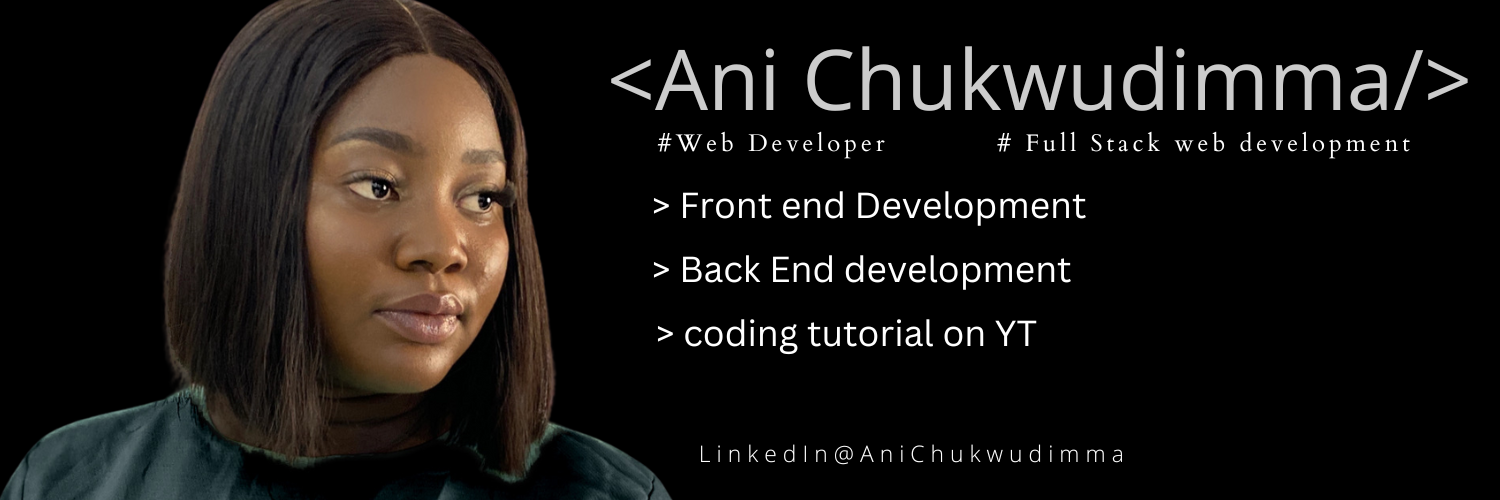 <Ani Chukwudimma/>
#Web Developer # Full Stack web development
> Front end Development
> Back End development
> coding tutorial on YT
LinkedIn@AniChukwudimma